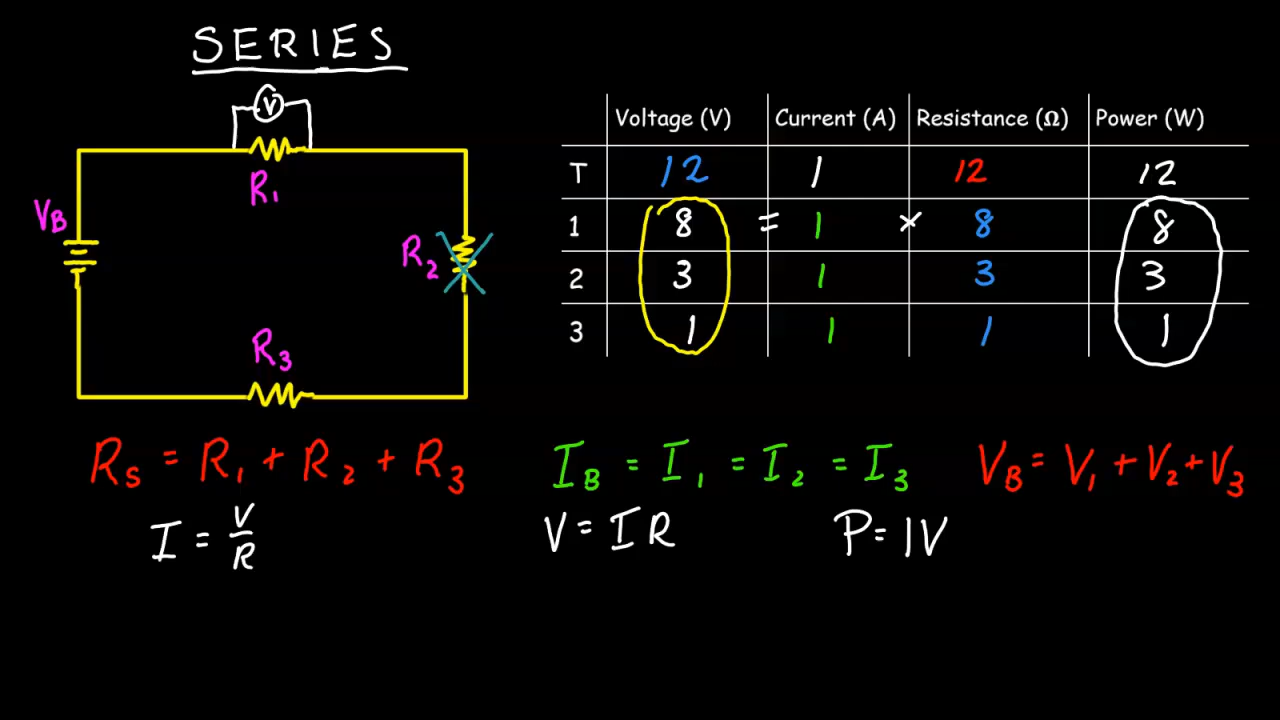 SERIES
V
R1
VB
R2
R3
Voltage (V) Current (A) Resistance (Ω) Power (W)
T 12 1 12 12
1 8 = 1 × 8 8
2 3 1 3 3
3 1 1 1 1
RS = R1 + R2 + R3
IB = I1 = I2 = I3
VB = V1 + V2 + V3
I = V/R
V = IR
P = IV